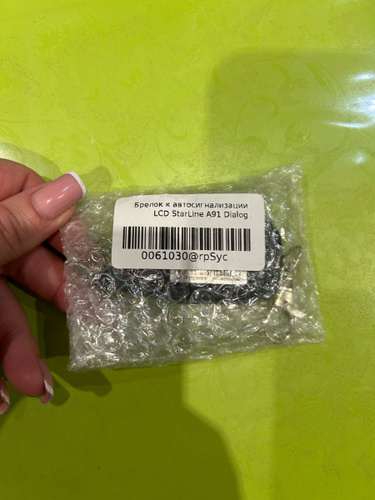 Брелок к автосигнализации
LCD StarLine A91 Dialog
0061030@rpSyc